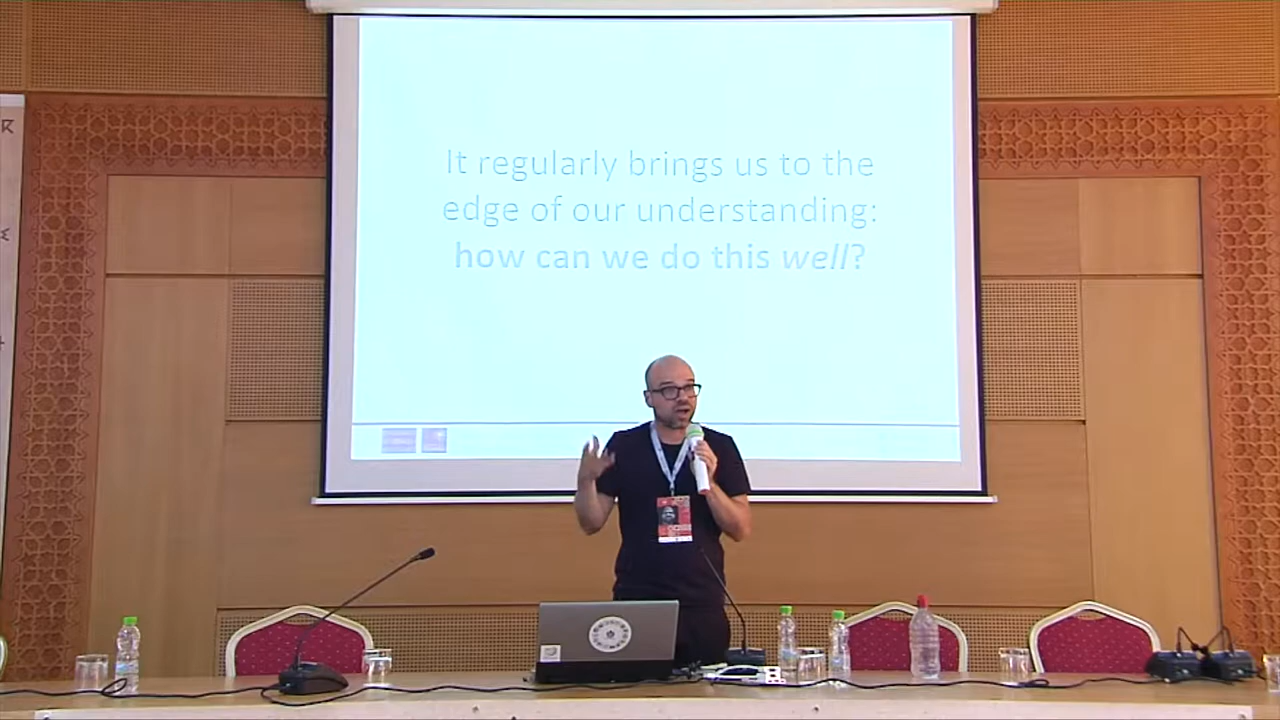 It regularly brings us to the
edge of our understanding:
how can we do this well?